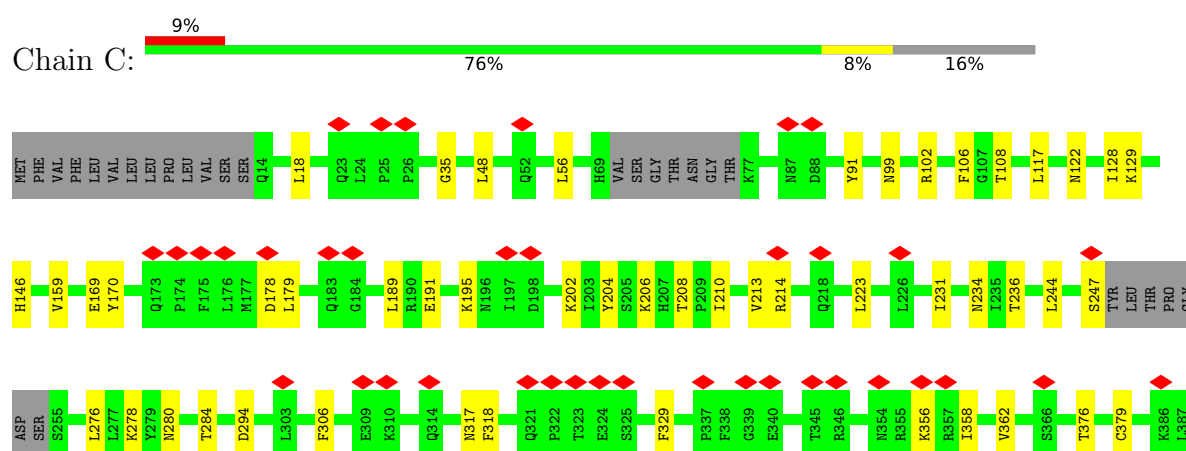 9%
Chain C:
76% 8% 16%
MET PHE VAL PHE LEU VAL LEU LEU PRO LEU VAL SER SER Q14 L18 Q23 L24 P25 P26 G35 L48 Q52 L56 H69 VAL SER GLY THR ASN GLY THR K77 N87 D88 Y91 N99 R102 F106 G107 T108 L117 N122 I128 K129
H146 V159 E169 Y170 Q173 P174 F175 L176 M177 D178 L179 Q183 G184 L189 R190 E191 K195 N196 I197 D198 K202 I203 Y204 S205 K206 H207 T208 P209 I210 V213 R214 Q218 L223 L226 I231 N234 I235 T236 L244 S247 TYR LEU THR PRO GLY
ASP SER S255 L276 L277 K278 Y279 N280 T284 D294 L303 F306 E309 K310 Q314 N317 F318 Q321 P322 T323 E324 S325 F329 P337 F338 G339 E340 T345 R346 N354 R355 K356 R357 I358 V362 S366 T376 C379 K386 L387